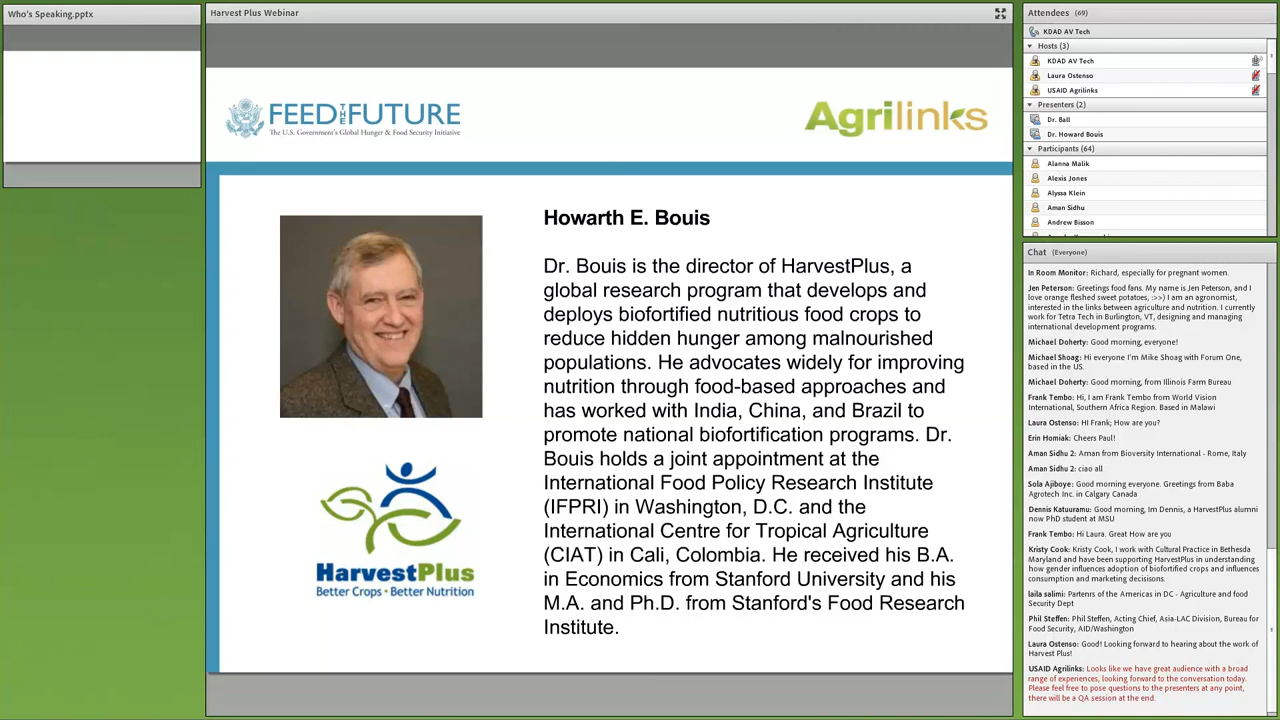 Who's Speaking.pptx
Harvest Plus Webinar
FEED THE FUTURE
The U.S. Government's Global Hunger & Food Security Initiative
Agrilinks
Howarth E. Bouis
Dr. Bouis is the director of HarvestPlus, a
global research program that develops and
deploys biofortified nutritious food crops to
reduce hidden hunger among malnourished
populations. He advocates widely for improving
nutrition through food-based approaches and
has worked with India, China, and Brazil to
promote national biofortification programs. Dr.
Bouis holds a joint appointment at the
International Food Policy Research Institute
(IFPRI) in Washington, D.C. and the
International Centre for Tropical Agriculture
(CIAT) in Cali, Colombia. He received his B.A.
in Economics from Stanford University and his
M.A. and Ph.D. from Stanford's Food Research
Institute.
HarvestPlus
Better Crops • Better Nutrition
Attendees (69)
KDAD AV Tech
Hosts (3)
KDAD AV Tech
Laura Ostenso
USAID Agrilinks
Presenters (2)
Dr. Ball
Dr. Howard Bouis
Participants (64)
Alanna Malik
Alexis Jones
Alyssa Klein
Aman Sidhu
Andrew Bisson
Chat (Everyone)
In Room Monitor: Richard, especially for pregnant women.
Jen Peterson: Greetings food fans. My name is Jen Peterson, and I
love orange fleshed sweet potatoes, :>>) I am an agronomist,
interested in the links between agriculture and nutrition. I currently
work for Tetra Tech in Burlington, VT, designing and managing
international development programs.
Michael Doherty: Good morning, everyone!
Michael Shoag: Hi everyone I'm Mike Shoag with Forum One,
based in the US.
Michael Doherty: Good morning, from Illinois Farm Bureau
Frank Tembo: Hi, I am Frank Tembo from World Vision
International, Southern Africa Region. Based in Malawi
Laura Ostenso: HI Frank; How are you?
Erin Homiak: Cheers Paul!
Aman Sidhu 2: Aman from Bioversity International - Rome, Italy
Aman Sidhu 2: ciao all
Sola Ajiboye: Good morning everyone. Greetings from Baba
Agrotech Inc. in Calgary Canada
Dennis Katuuramu: Good morning, Im Dennis, a HarvestPlus alumni
now PhD student at MSU
Frank Tembo: Hi Laura. Great How are you
Kristy Cook: Kristy Cook, I work with Cultural Practice in Bethesda
Maryland and have been supporting HarvestPlus in understanding
how gender influences adoption of biofortified crops and influences
consumption and marketing decisisons.
laila salimi: Partens of the Americas in DC - Agriculture and food
Security Dept
Phil Steffen: Phil Steffen, Acting Chief, Asia-LAC Division, Bureau for
Food Security, AID/Washington
Laura Ostenso: Good! Looking forward to hearing about the work of
Harvest Plus!
USAID Agrilinks: Looks like we have great audience with a broad
range of experiences, looking forward to the conversation today.
Please feel free to pose questions to the presenters at any point,
there will be a QA session at the end.